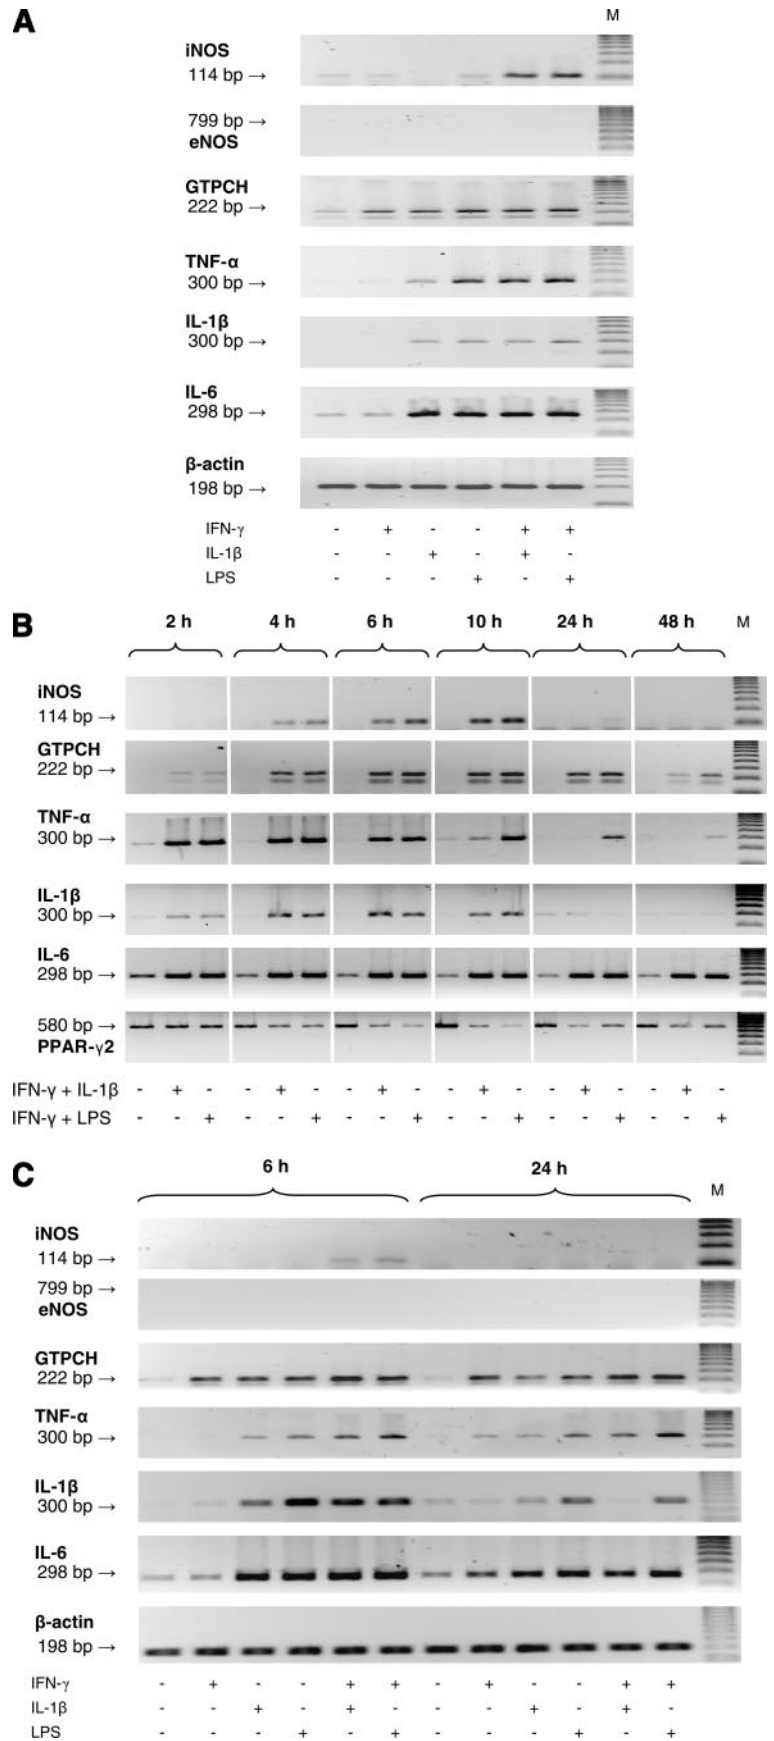 A
M
iNOS
114 bp →
799 bp →
eNOS
GTPCH
222 bp →
TNF-α
300 bp →
IL-1β
300 bp →
IL-6
298 bp →
β-actin
198 bp →
IFN-γ - + - - + +
IL-1β - - + - + -
LPS - - - + - +
B
2 h 4 h 6 h 10 h 24 h 48 h M
iNOS
114 bp →
GTPCH
222 bp →
TNF-α
300 bp →
IL-1β
300 bp →
IL-6
298 bp →
580 bp →
PPAR-γ2
IFN-γ + IL-1β - + - - + - - + - - + - - + - - + -
IFN-γ + LPS - - + - - + - - + - - + - - + - - +
C
6 h 24 h
M
iNOS
114 bp →
799 bp →
eNOS
GTPCH
222 bp →
TNF-α
300 bp →
IL-1β
300 bp →
IL-6
298 bp →
β-actin
198 bp →
IFN-γ - + - - + + - + - - + +
IL-1β - - + - + - - - + - + -
LPS - - - + - + - - - + - +